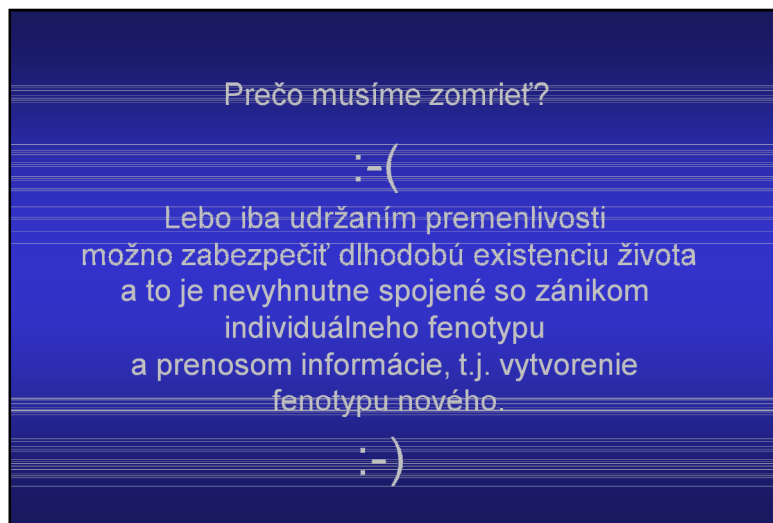 Prečo musíme zomrieť?
:-(
Lebo iba udržaním premenlivosti
možno zabezpečiť dlhodobú existenciu života
a to je nevyhnutne spojené so zánikom
individuálneho fenotypu
a prenosom informácie, t.j. vytvorenie
fenotypu nového.
:-)